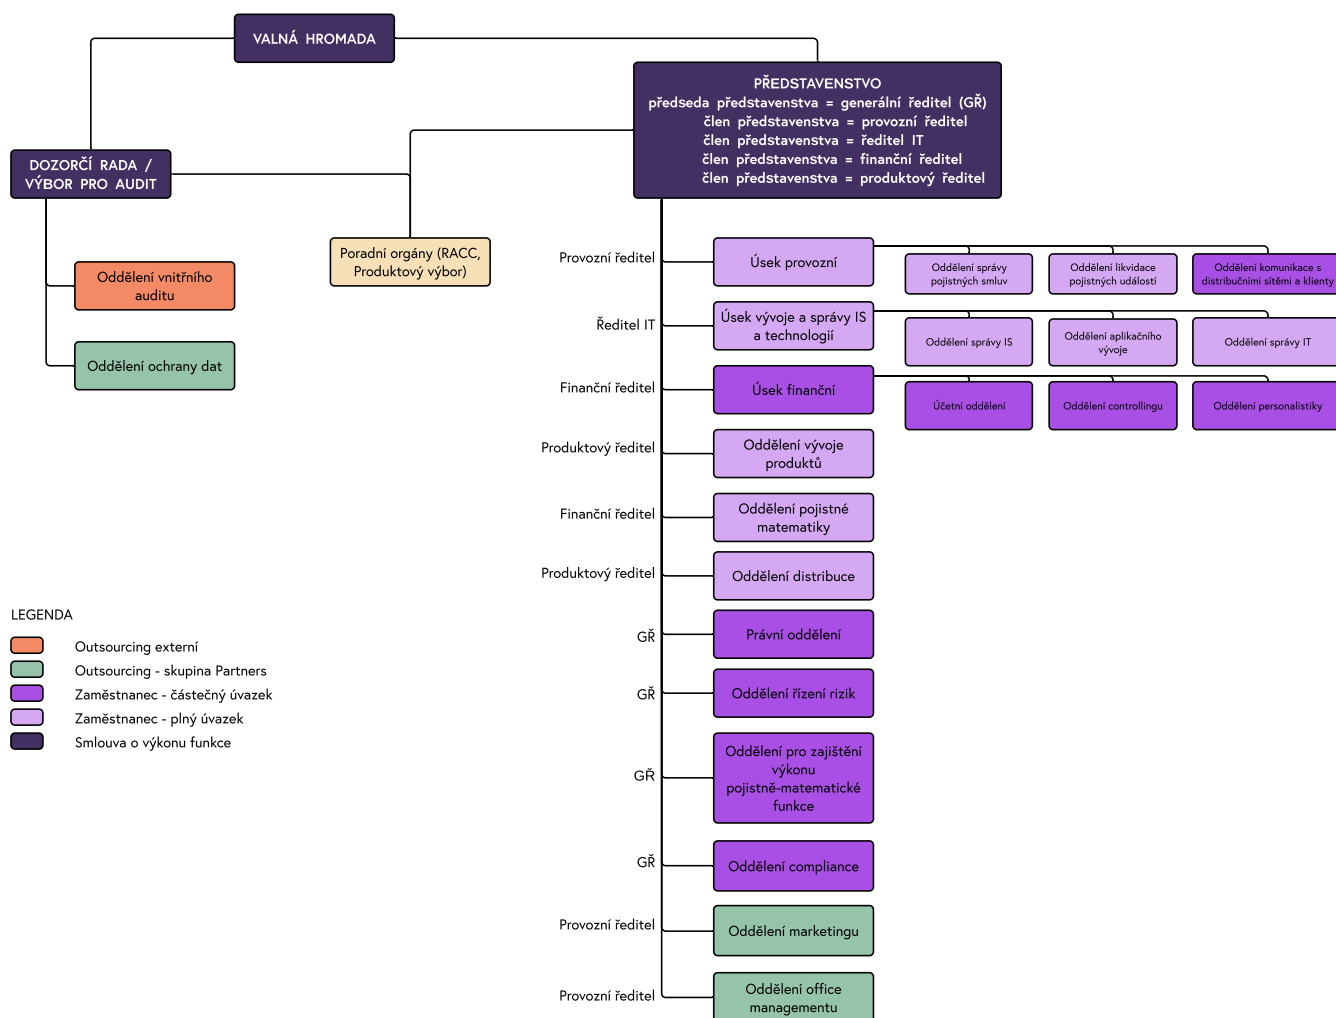 VALNÁ HROMADA
PŘEDSTAVENSTVO
předseda představenstva = generální ředitel (GŘ)
člen představenstva = provozní ředitel
člen představenstva = ředitel IT
člen představenstva = finanční ředitel
člen představenstva = produktový ředitel
DOZORČÍ RADA /
VÝBOR PRO AUDIT
Oddělení vnitřního
auditu
Oddělení ochrany dat
Poradní orgány (RACC,
Produktový výbor)
Provozní ředitel
Úsek provozní
Oddělení správy
pojistných smluv
Oddělení likvidace
pojistných událostí
Oddělení komunikace s
distribučními sítěmi a klienty
Ředitel IT
Úsek vývoje a správy IS
a technologií
Oddělení správy IS
Oddělení aplikačního
vývoje
Oddělení správy IT
Finanční ředitel
Úsek finanční
Účetní oddělení
Oddělení controllingu
Oddělení personalistiky
Produktový ředitel
Oddělení vývoje
produktů
Finanční ředitel
Oddělení pojistné
matematiky
Produktový ředitel
Oddělení distribuce
GŘ
Právní oddělení
GŘ
Oddělení řízení rizik
GŘ
Oddělení pro zajištění
výkonu
pojistně-matematické
funkce
GŘ
Oddělení compliance
Provozní ředitel
Oddělení marketingu
Provozní ředitel
Oddělení office
managementu
LEGENDA
Outsourcing externí
Outsourcing - skupina Partners
Zaměstnanec - částečný úvazek
Zaměstnanec - plný úvazek
Smlouva o výkonu funkce